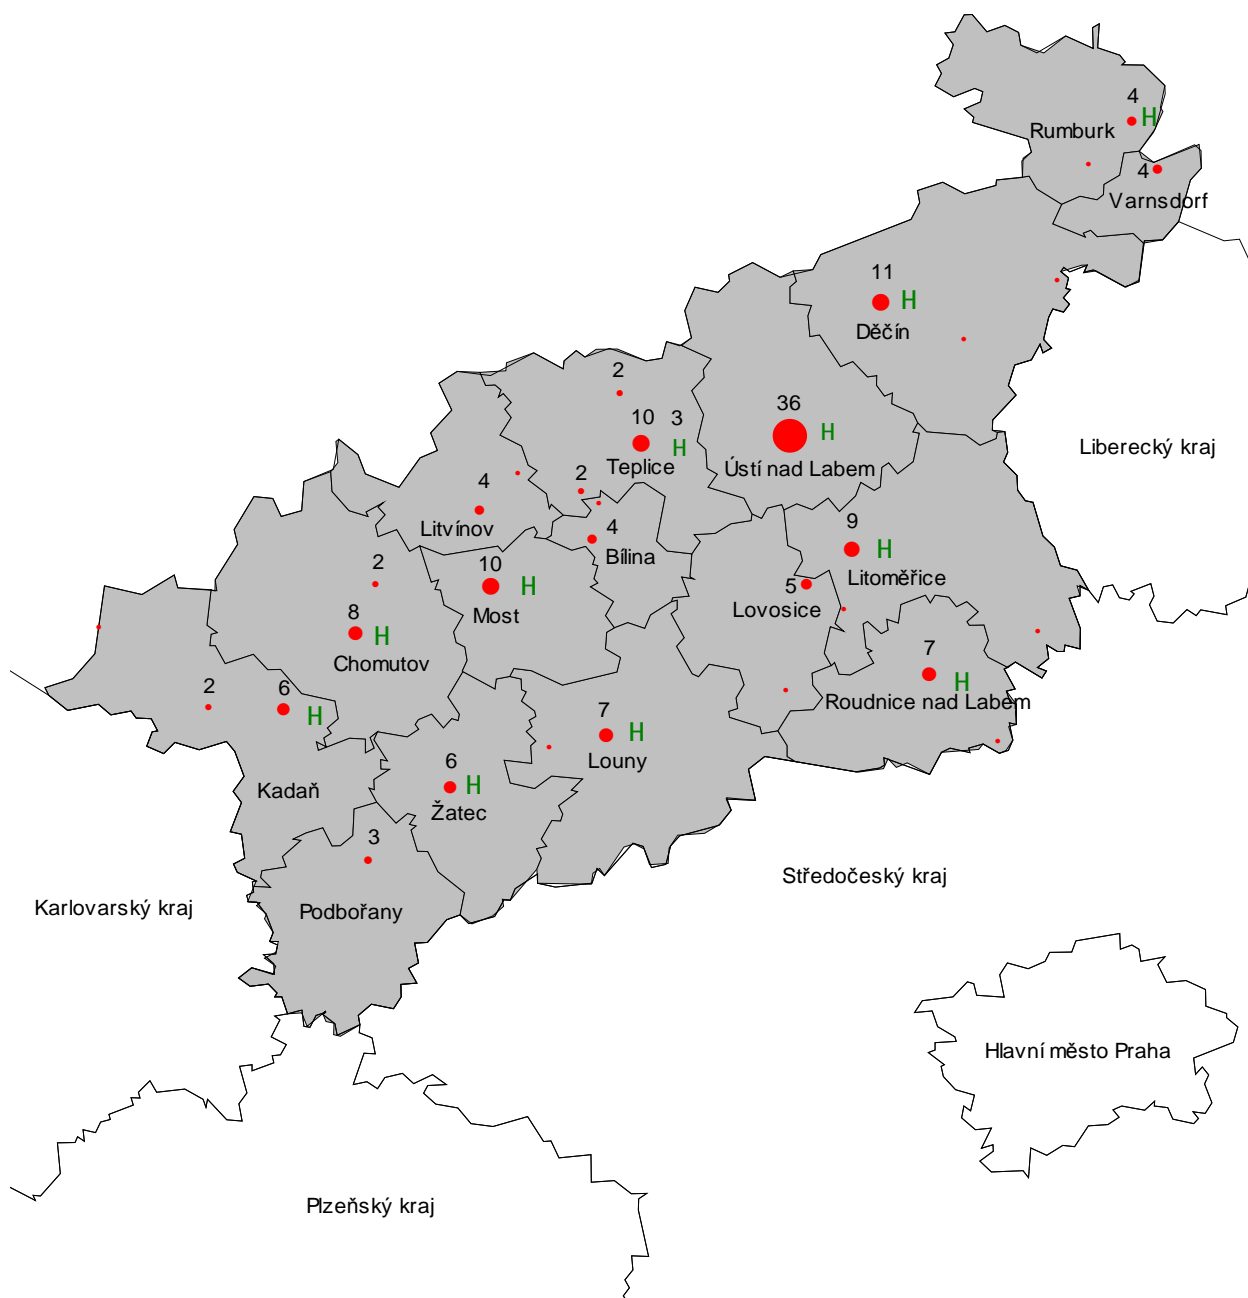 4
H
Rumburk
4
Varnsdorf
11
H
Děčín
2
10
3
H
Teplice
36
H
Ústí nad Labem
Liberecký kraj
4
Litvínov
2
4
Bílina
9
H
Litoměřice
5
Lovosice
10
H
Most
2
8
H
Chomutov
7
H
Roudnice nad Labem
2
6
H
Kadaň
7
H
Louny
6
H
Žatec
3
Podbořany
Středočeský kraj
Karlovarský kraj
Hlavní město Praha
Plzeňský kraj